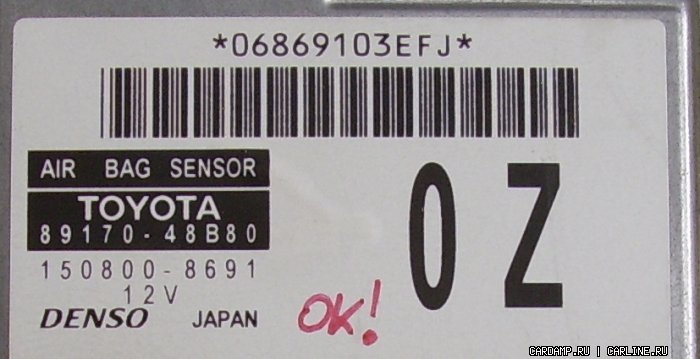 *06869103EFJ*
AIR BAG SENSOR
TOYOTA
89170-48B80
150800-8691
12V
DENSO JAPAN
OK!
0Z
CARDAMP.RU | CARLINE.RU